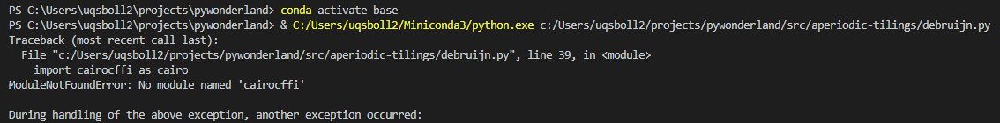 PS C:\Users\uqsboll2\projects\pywonderland> conda activate base
PS C:\Users\uqsboll2\projects\pywonderland> & C:/Users/uqsboll2/Miniconda3/python.exe c:/Users/uqsboll2/projects/pywonderland/src/aperiodic-tilings/debruijn.py
Traceback (most recent call last):
  File "c:/Users/uqsboll2/projects/pywonderland/src/aperiodic-tilings/debruijn.py", line 39, in <module>
    import cairocffi as cairo
ModuleNotFoundError: No module named 'cairocffi'

During handling of the above exception, another exception occurred: